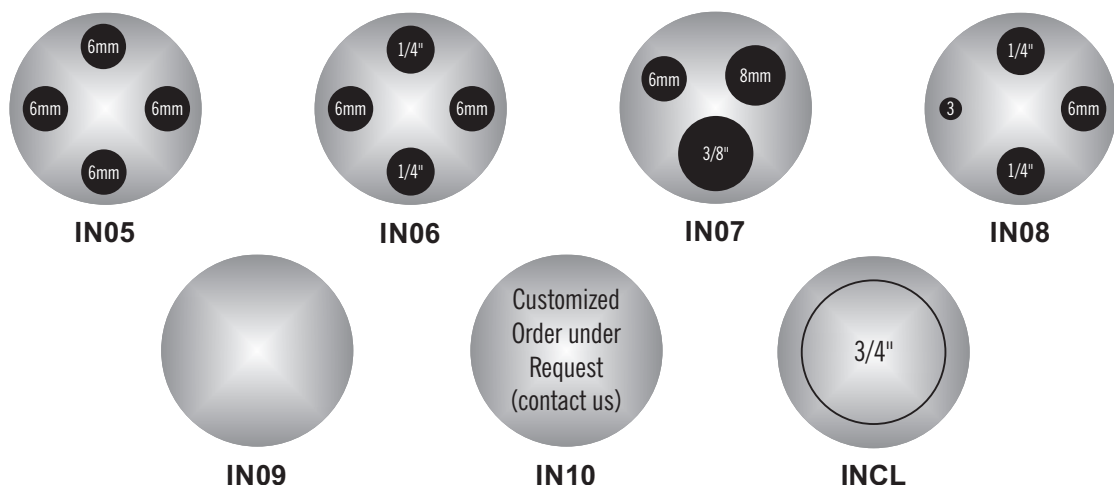 6mm
6mm
6mm
6mm
IN05
1/4"
6mm
6mm
1/4"
IN06
6mm
8mm
3/8"
IN07
1/4"
3
6mm
1/4"
IN08
IN09
Customized
Order under
Request
(contact us)
IN10
3/4"
INCL